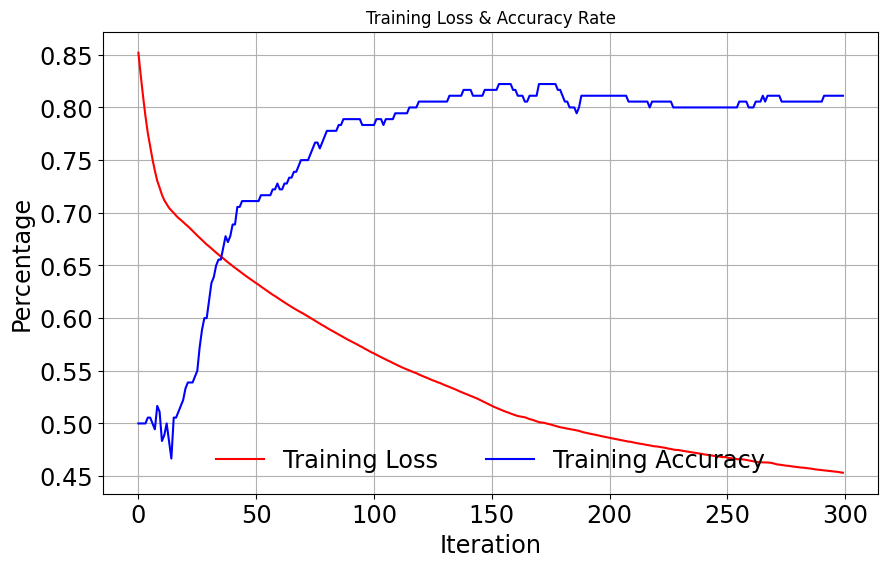 Training Loss & Accuracy Rate
0.85
0.80
0.75
0.70
0.65
0.60
0.55
0.50
0.45
Percentage
Training Loss Training Accuracy
0 50 100 150 200 250 300
Iteration